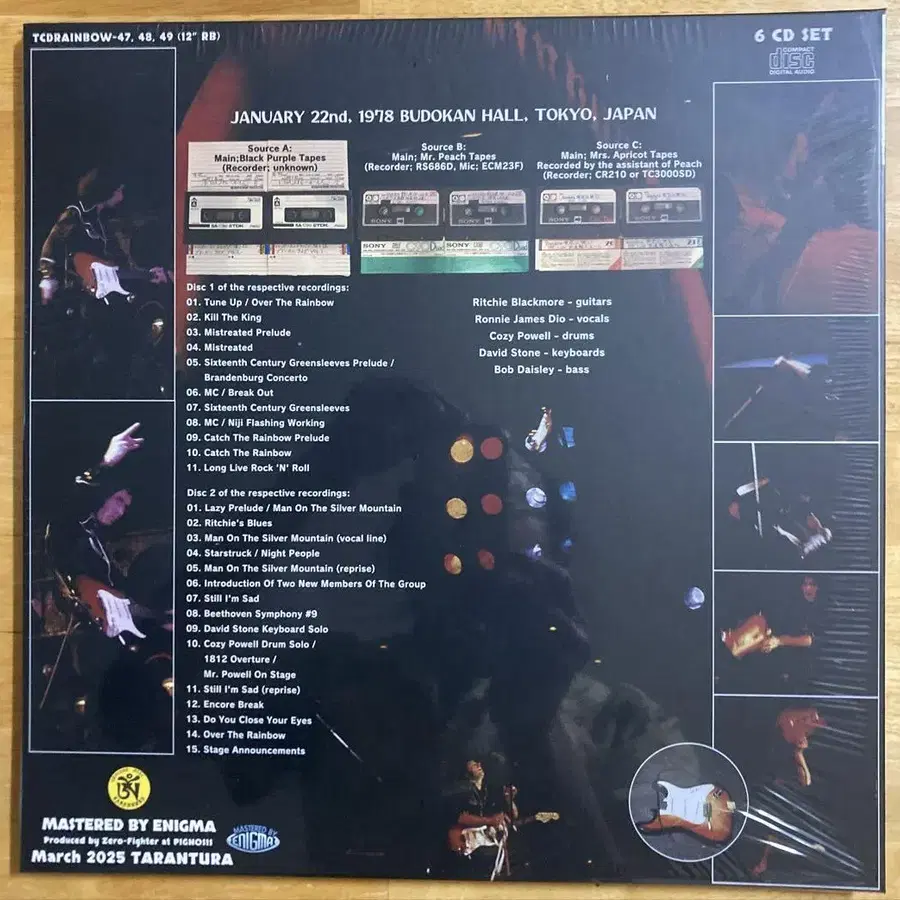 TCDRAINBOW-47, 48, 49 (12" RB)
6 CD SET
COMPACT
disc
DIGITAL AUDIO
JANUARY 22nd, 1978 BUDOKAN HALL, TOKYO, JAPAN
Source A:
Main;Black Purple Tapes
(Recorder; unknown)
Source B:
Main; Mr. Peach Tapes
(Recorder; RS686D, Mic; ECM23F)
Source C:
Main; Mrs. Apricot Tapes
Recorded by the assistant of Peach
(Recorder; CR210 or TC3000SD)
SONY
SONY
SONY
SONY
Disc 1 of the respective recordings:
01. Tune Up / Over The Rainbow
02. Kill The King
03. Mistreated Prelude
04. Mistreated
05. Sixteenth Century Greensleeves Prelude /
Brandenburg Concerto
06. MC / Break Out
07. Sixteenth Century Greensleeves
08. MC / Niji Flashing Working
09. Catch The Rainbow Prelude
10. Catch The Rainbow
11. Long Live Rock 'N' Roll
Ritchie Blackmore - guitars
Ronnie James Dio - vocals
Cozy Powell - drums
David Stone - keyboards
Bob Daisley - bass
Disc 2 of the respective recordings:
01. Lazy Prelude / Man On The Silver Mountain
02. Ritchie's Blues
03. Man On The Silver Mountain (vocal line)
04. Starstruck / Night People
05. Man On The Silver Mountain (reprise)
06. Introduction Of Two New Members Of The Group
07. Still I'm Sad
08. Beethoven Symphony #9
09. David Stone Keyboard Solo
10. Cozy Powell Drum Solo /
1812 Overture /
Mr. Powell On Stage
11. Still I'm Sad (reprise)
12. Encore Break
13. Do You Close Your Eyes
14. Over The Rainbow
15. Stage Announcements
MASTERED BY ENIGMA
Produced by Zero-Fighter at PIGNO!!!
March 2025 TARANTURA
MASTERED BY
ENIGMA